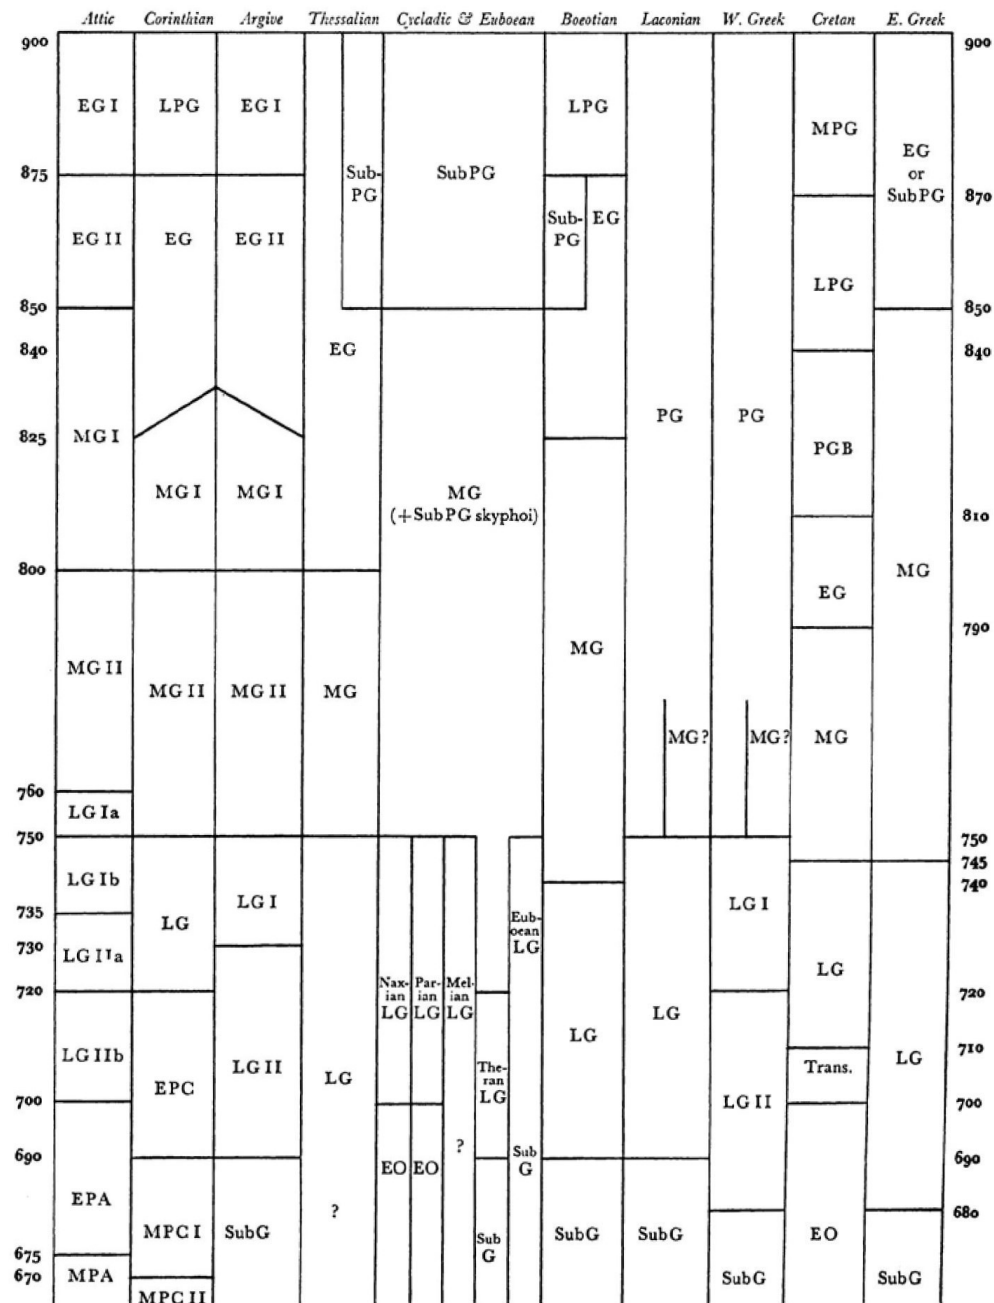 Attic Corinthian Argive Thessalian Cycladic & Euboean Boeotian Laconian W. Greek Cretan E. Greek
900 900
EG I LPG EG I LPG
MPG
EG
or
SubPG
875 Sub-
PG
SubPG
870
EG II EG EG II Sub-
PG
EG
LPG
850 850
840 EG 840
825 MG I PG PG
PGB
MG I MG I MG
(+SubPG skyphoi)
810
800 MG
EG
790
MG II MG II MG II MG MG
MG? MG? MG
760
LG Ia
750 750
745
740
LG Ib
LG I LG I
735
LG
Eub-
oean
LG
730
LG IIa LG
720 720
Nax-
ian
LG
Par-
ian
LG
Mel-
ian
LG
LG
710
LG IIb LG II LG The-
ran
LG
LG Trans. LG
EPC
700 LG II 700
690 ? Sub
G
690
EO EO
EPA ? 680
MPC I SubG Sub
G
SubG SubG EO
675
670 MPA SubG SubG
MPC II